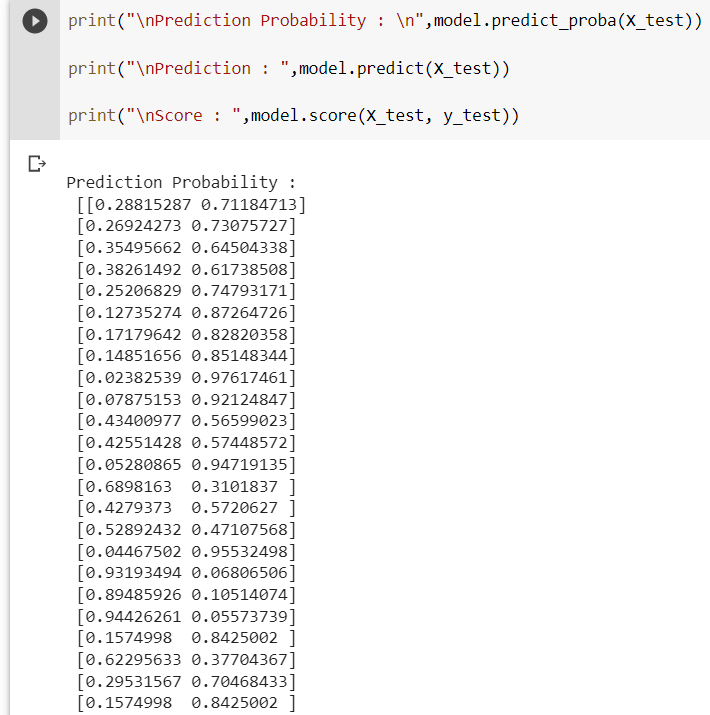 print("\nPrediction Probability : \n",model.predict_proba(X_test))
print("\nPrediction : ",model.predict(X_test))
print("\nScore : ",model.score(X_test, y_test))
Prediction Probability :
[[0.28815287 0.71184713]
[0.26924273 0.73075727]
[0.35495662 0.64504338]
[0.38261492 0.61738508]
[0.25206829 0.74793171]
[0.12735274 0.87264726]
[0.17179642 0.82820358]
[0.14851656 0.85148344]
[0.02382539 0.97617461]
[0.07875153 0.92124847]
[0.43400977 0.56599023]
[0.42551428 0.57448572]
[0.05280865 0.94719135]
[0.6898163  0.3101837 ]
[0.4279373  0.5720627 ]
[0.52892432 0.47107568]
[0.04467502 0.95532498]
[0.93193494 0.06806506]
[0.89485926 0.10514074]
[0.94426261 0.05573739]
[0.1574998  0.8425002 ]
[0.62295633 0.37704367]
[0.29531567 0.70468433]
[0.1574998  0.8425002 ]